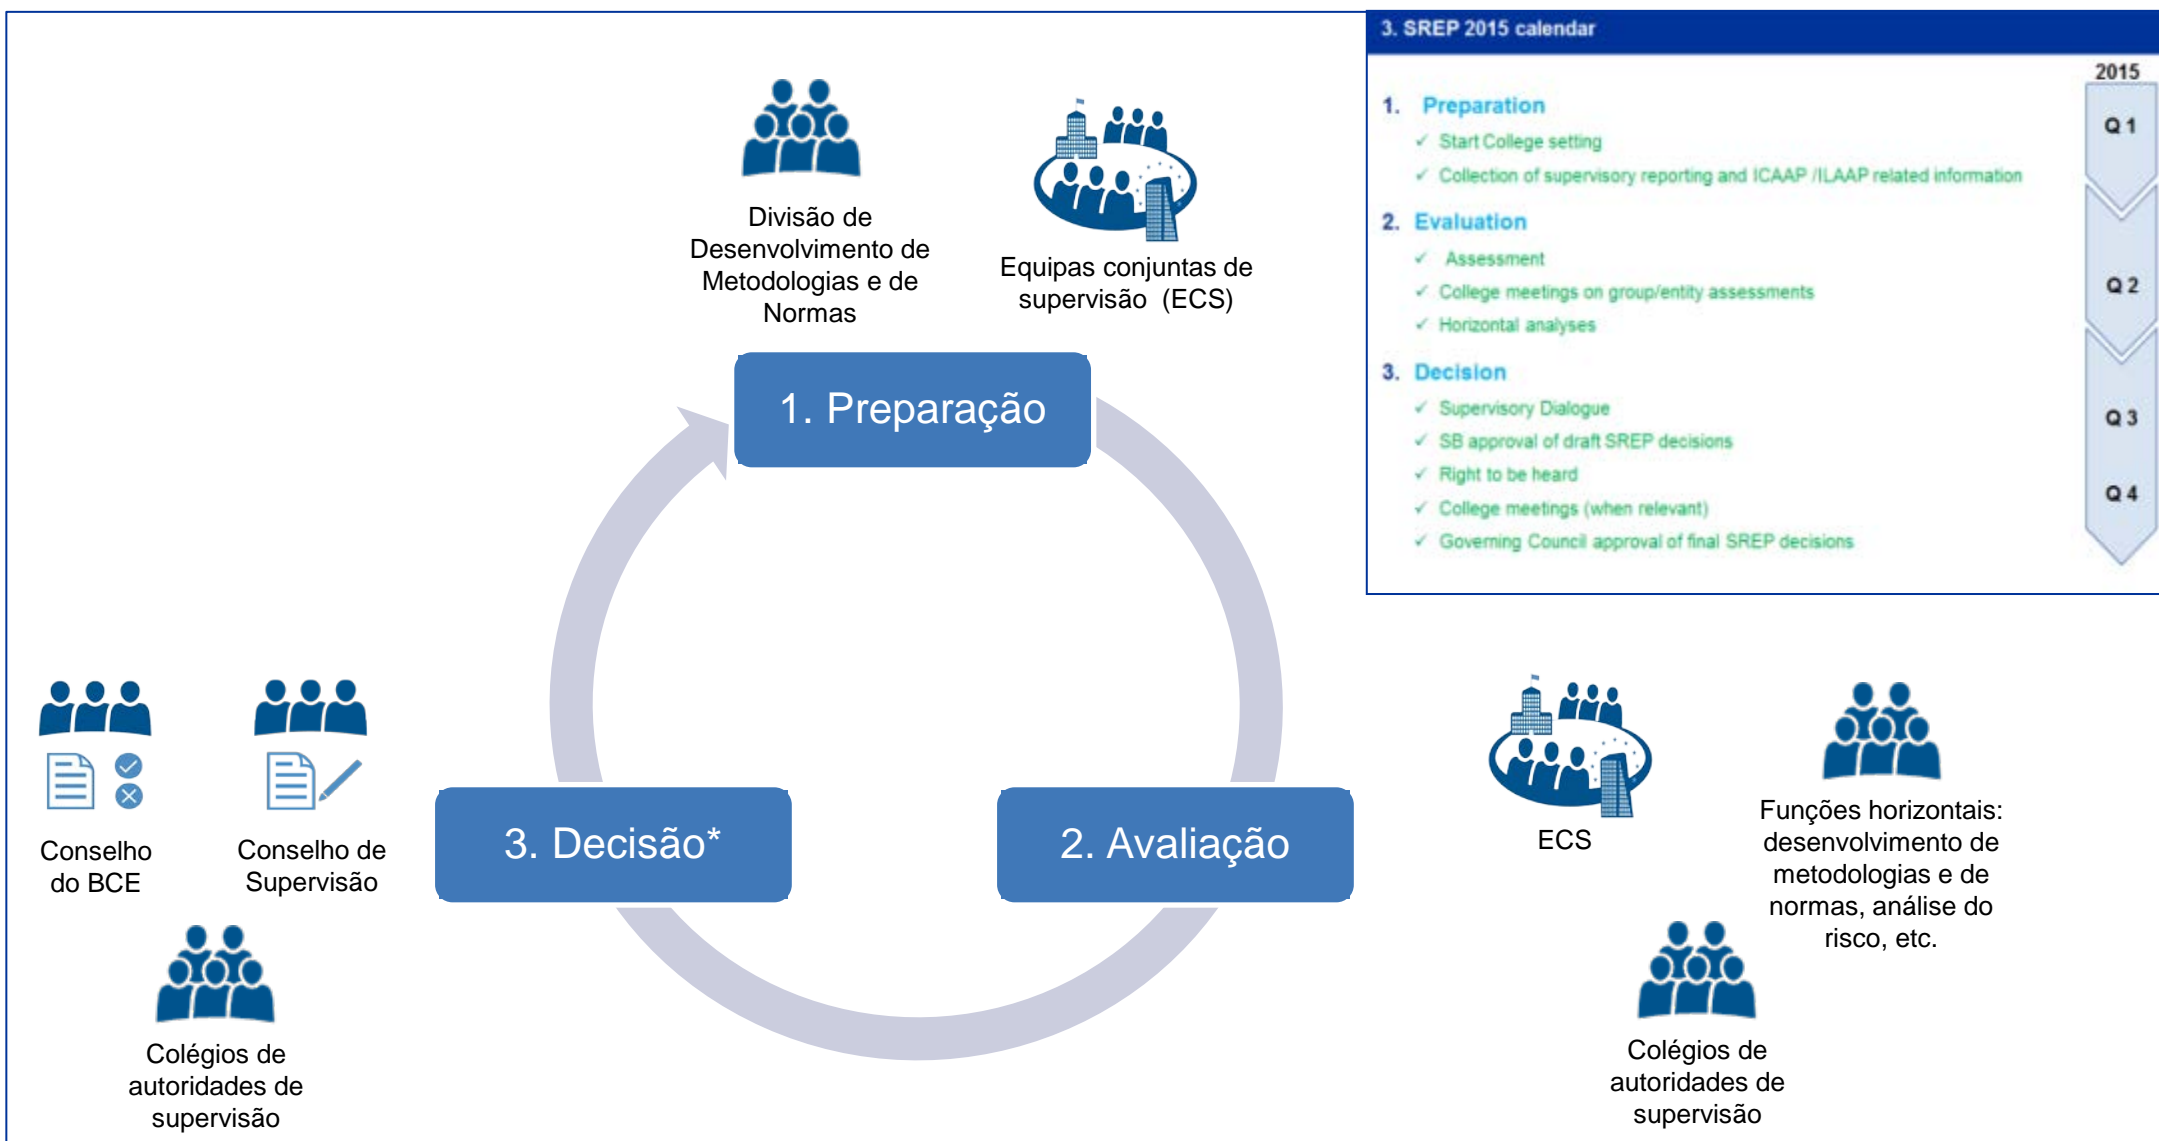 3. SREP 2015 calendar
2015
1. Preparation
✓ Start College setting
✓ Collection of supervisory reporting and ICAAP /ILAAP related information
2. Evaluation
✓ Assessment
✓ College meetings on group/entity assessments
✓ Horizontal analyses
3. Decision
✓ Supervisory Dialogue
✓ SB approval of draft SREP decisions
✓ Right to be heard
✓ College meetings (when relevant)
✓ Governing Council approval of final SREP decisions
Q 1
Q 2
Q 3
Q 4
Divisão de
Desenvolvimento de
Metodologias e de
Normas
Equipas conjuntas de
supervisão (ECS)
1. Preparação
2. Avaliação
3. Decisão*
Conselho
do BCE
Conselho de
Supervisão
Colégios de
autoridades de
supervisão
ECS
Funções horizontais:
desenvolvimento de
metodologias e de
normas, análise do
risco, etc.
Colégios de
autoridades de
supervisão